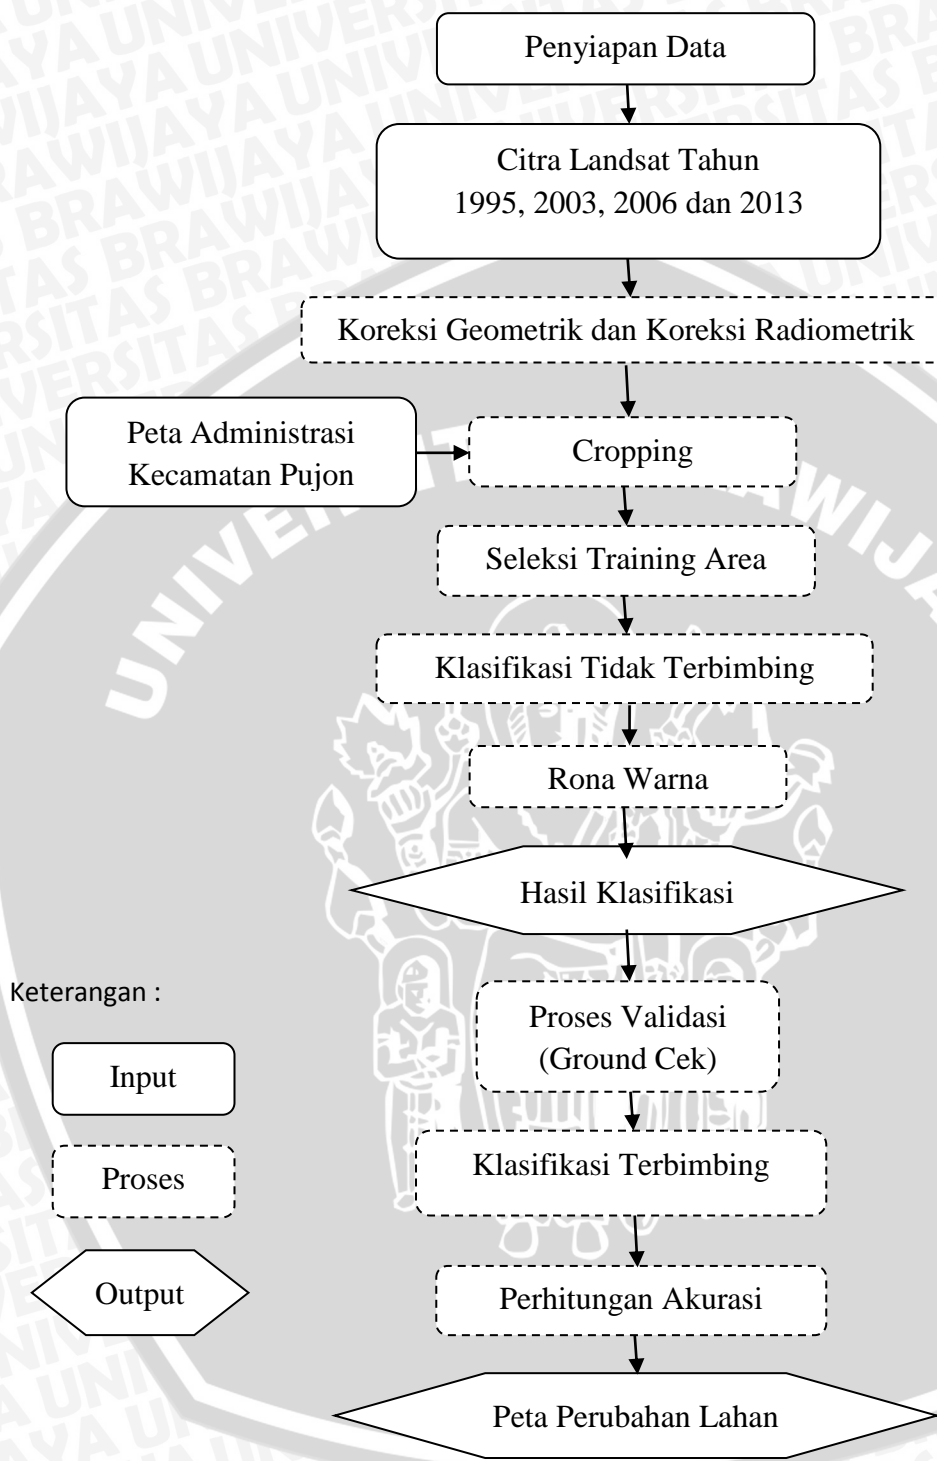 Penyiapan Data
Citra Landsat Tahun
1995, 2003, 2006 dan 2013
Koreksi Geometrik dan Koreksi Radiometrik
Peta Administrasi
Kecamatan Pujon
Cropping
Seleksi Training Area
Klasifikasi Tidak Terbimbing
Rona Warna
Hasil Klasifikasi
Proses Validasi
(Ground Cek)
Klasifikasi Terbimbing
Perhitungan Akurasi
Peta Perubahan Lahan
Keterangan :
Input
Proses
Output